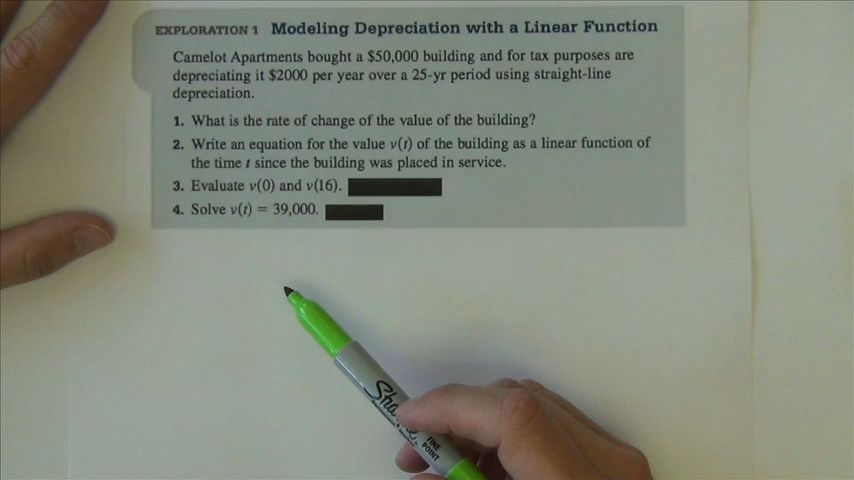 EXPLORATION 1 Modeling Depreciation with a Linear Function
Camelot Apartments bought a $50,000 building and for tax purposes are
depreciating it $2000 per year over a 25-yr period using straight-line
depreciation.
1. What is the rate of change of the value of the building?
2. Write an equation for the value v(t) of the building as a linear function of
the time t since the building was placed in service.
3. Evaluate v(0) and v(16).
4. Solve v(t) = 39,000.
FINE
POINT